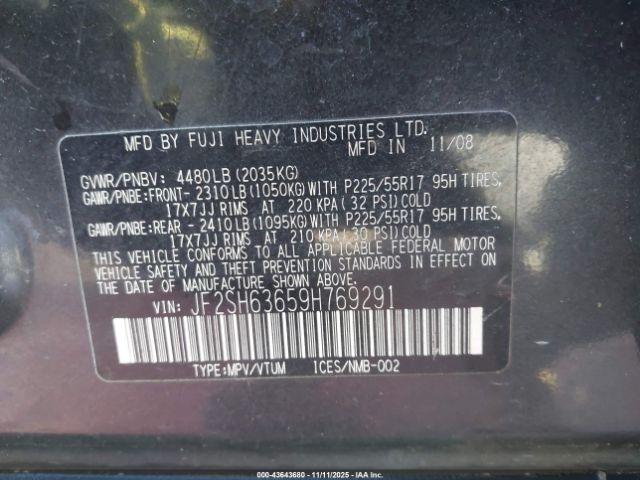 MFD BY FUJI HEAVY INDUSTRIES LTD.
MFD IN 11/08
GVWR/PNBV: 4480LB(2035KG)
GAWR/PNBE:FRONT- 2310LB(1050KG)WITH P225/55R17 95H TIRES,
17X7JJ RIMS AT 220 KPA( 32 PSI)COLD
GAWR/PNBE:REAR - 2410LB(1095KG)WITH P225/55R17 95H TIRES,
17X7JJ RIMS AT 210 KPA( 30 PSI)COLD
THIS VEHICLE CONFORMS TO ALL APPLICABLE FEDERAL MOTOR
VEHICLE SAFETY AND THEFT PREVENTION STANDARDS IN EFFECT ON
THE DATE OF MANUFACTURE SHOWN ABOVE.
VIN: JF2SH63659H769291
TYPE:MPV/VTUM ICES/NMB-002
000-43643680 - 11/11/2025 - IAA Inc.